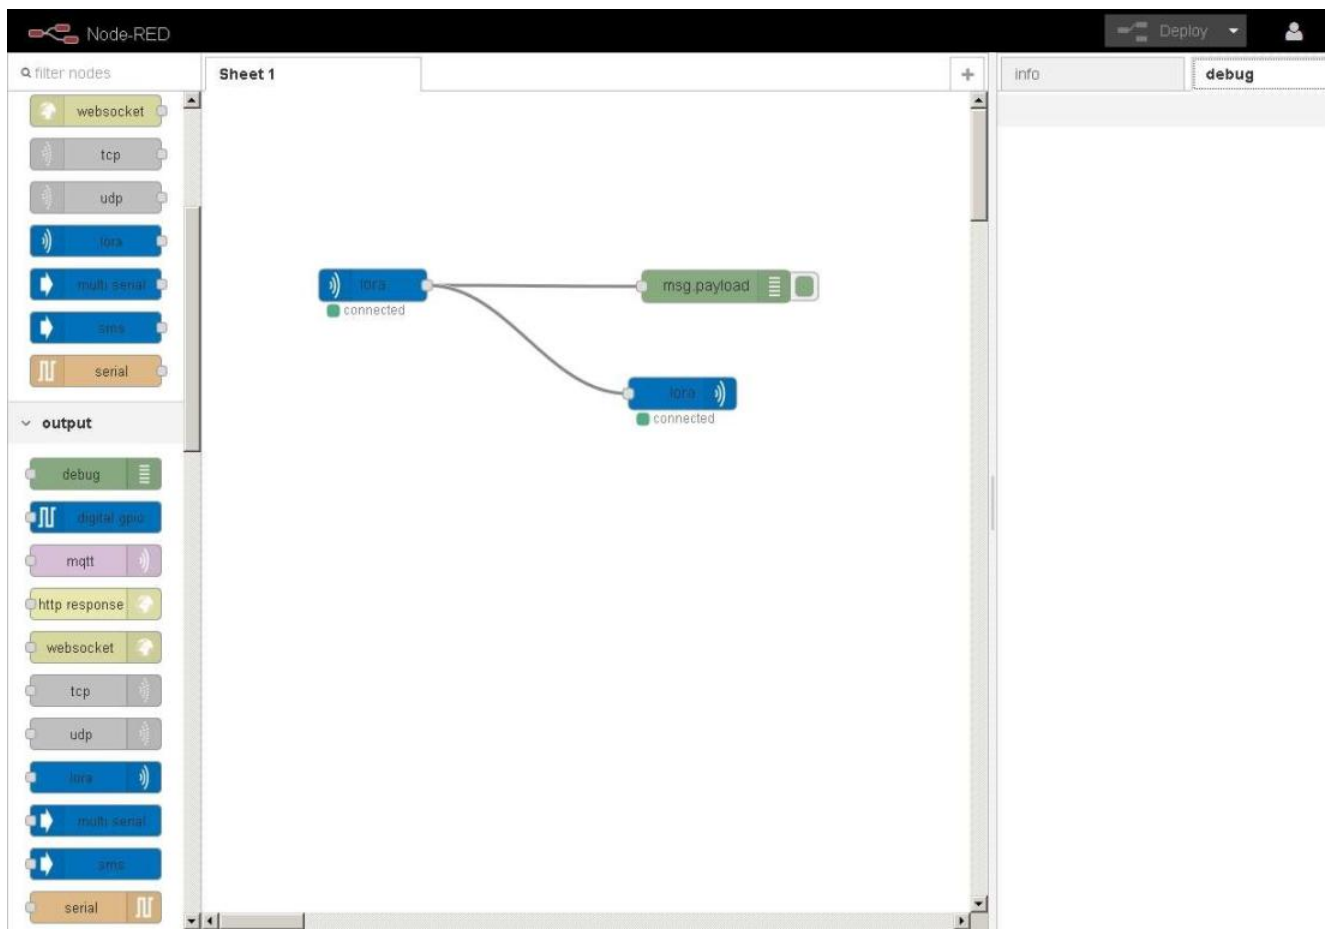 Node-RED
Deploy
filter nodes
Sheet 1
+
info
debug
websocket
tcp
udp
lora
multi serial
sms
serial
output
debug
digital gpio
mqtt
http response
websocket
tcp
udp
lora
multi serial
sms
serial
lora
connected
msg.payload
lora
connected